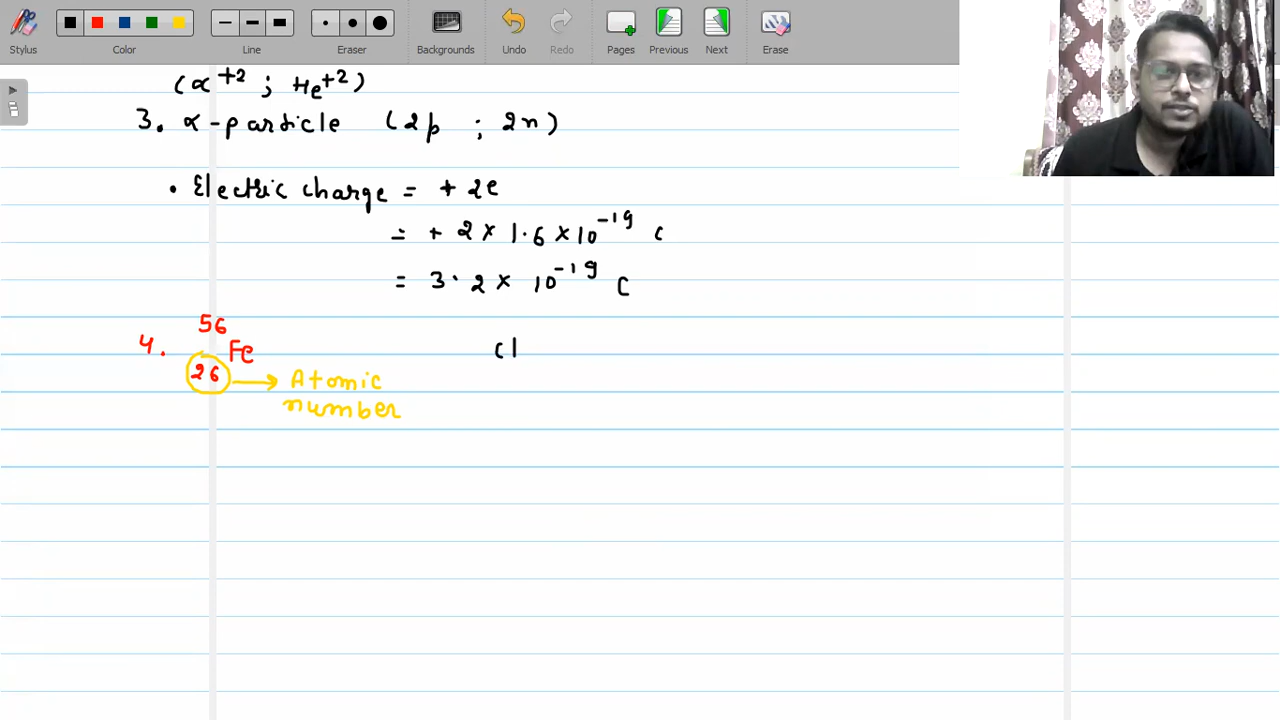 Stylus Color Line Eraser Backgrounds Undo Redo Pages Previous Next Erase
(α+2 ; He+2)
3. α-particle (2p ; 2n)
• Electric charge = + 2e
= + 2 × 1.6 × 10-19 C
= 3.2 × 10-19 C
4. 56
Fe cl
26 → Atomic
number